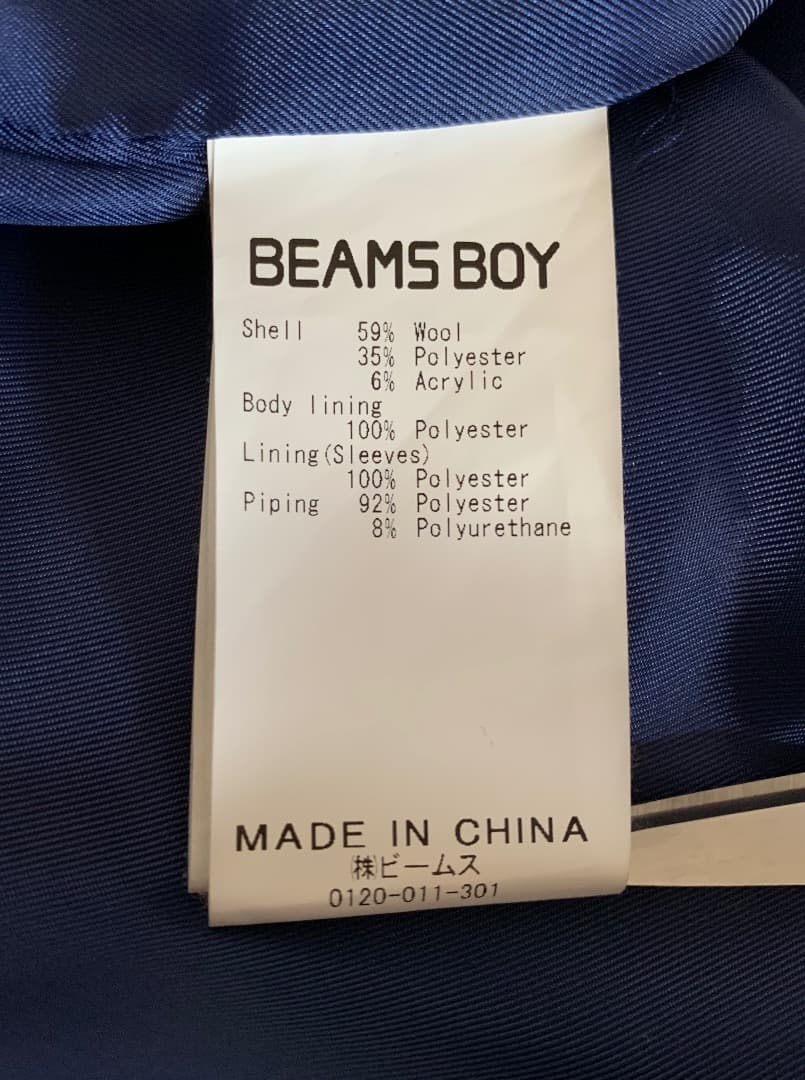 BEAMS BOY
Shell 59% Wool
35% Polyester
6% Acrylic
Body lining
100% Polyester
Lining(Sleeves)
100% Polyester
Piping 92% Polyester
8% Polyurethane
MADE IN CHINA
㈱ビームス
0120-011-301